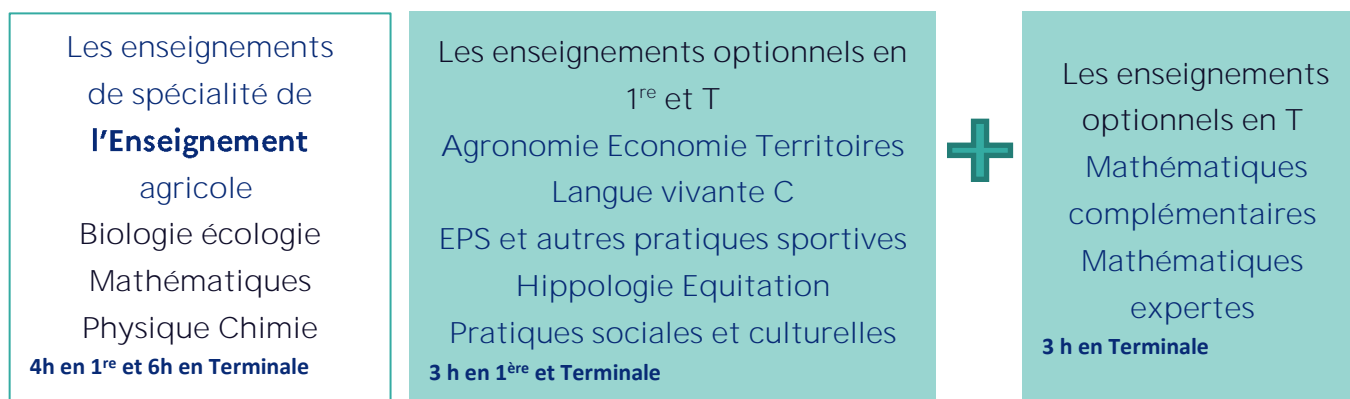 Les enseignements
de spécialité de
l'Enseignement
agricole
Biologie écologie
Mathématiques
Physique Chimie
4h en 1re et 6h en Terminale
Les enseignements optionnels en
1re et T
Agronomie Economie Territoires
Langue vivante C
EPS et autres pratiques sportives
Hippologie Equitation
Pratiques sociales et culturelles
3 h en 1ère et Terminale
Les enseignements
optionnels en T
Mathématiques
complémentaires
Mathématiques
expertes
3 h en Terminale